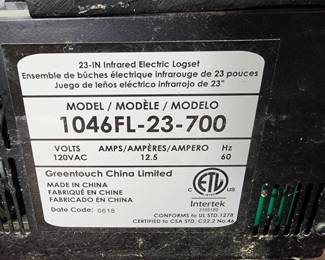 23-IN Infrared Electric Logset
Ensemble de bûches électrique infrarouge de 23 pouces
Juego de leños eléctrico infrarrojo de 23"
MODEL / MODÈLE / MODELO
1046FL-23-700
VOLTS AMPS/AMPÈRES/AMPERO Hz
120VAC 12.5 60
Greentouch China Limited
MADE IN CHINA
FABRIQUÉ EN CHINE
FABRICADO EN CHINA
Date Code: 0618
C ETL US
Intertek
CONFORMS TO UL STD.1278
CERTIFIED TO CSA STD. C22.2 No.46